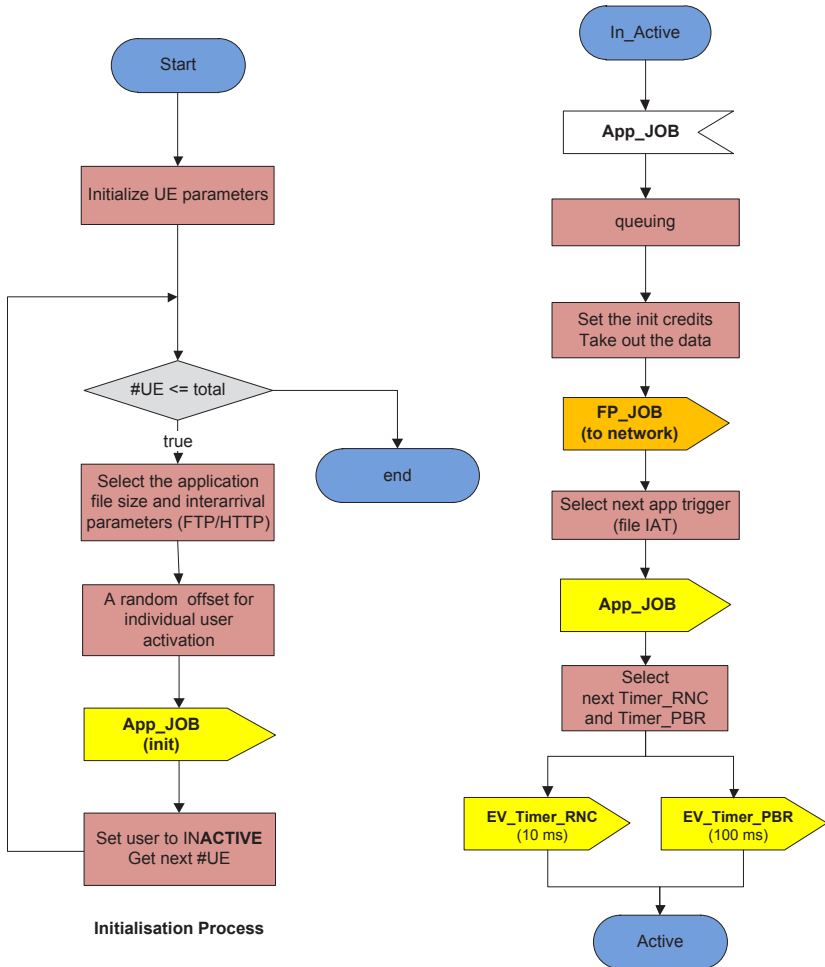 Start
Initialize UE parameters
#UE <= total
true
end
Select the application
file size and interarrival
parameters (FTP/HTTP)
A random offset for
individual user
activation
App_JOB
(init)
Set user to INACTIVE
Get next #UE
Initialisation Process
In_Active
App_JOB
queuing
Set the init credits
Take out the data
FP_JOB
(to network)
Select next app trigger
(file IAT)
App_JOB
Select
next Timer_RNC
and Timer_PBR
EV_Timer_RNC
(10 ms)
EV_Timer_PBR
(100 ms)
Active